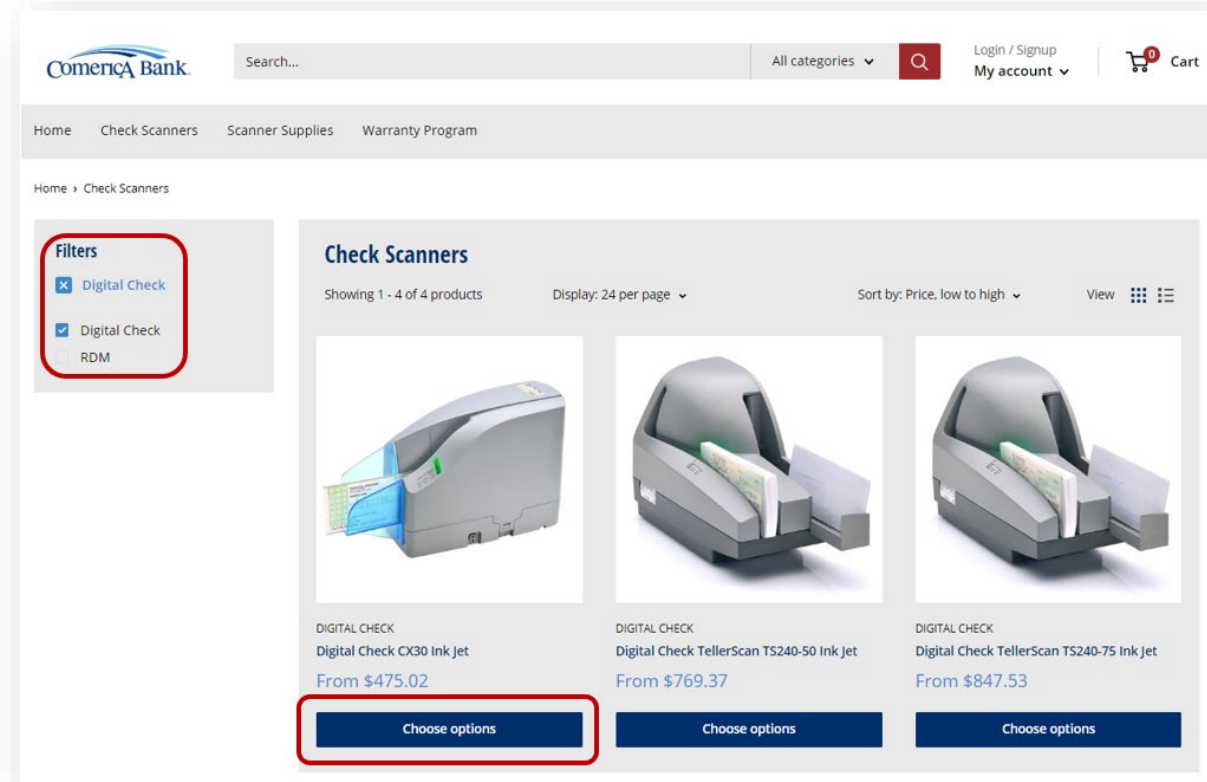 Comerica Bank
Search...
All categories
Login / Signup
My account
0
Cart
Home Check Scanners Scanner Supplies Warranty Program
Home › Check Scanners
Filters
Digital Check
Digital Check
RDM
Check Scanners
Showing 1 - 4 of 4 products Display: 24 per page Sort by: Price, low to high View
DIGITAL CHECK
Digital Check CX30 Ink Jet
From $475.02
Choose options
DIGITAL CHECK
Digital Check TellerScan TS240-50 Ink Jet
From $769.37
Choose options
DIGITAL CHECK
Digital Check TellerScan TS240-75 Ink Jet
From $847.53
Choose options